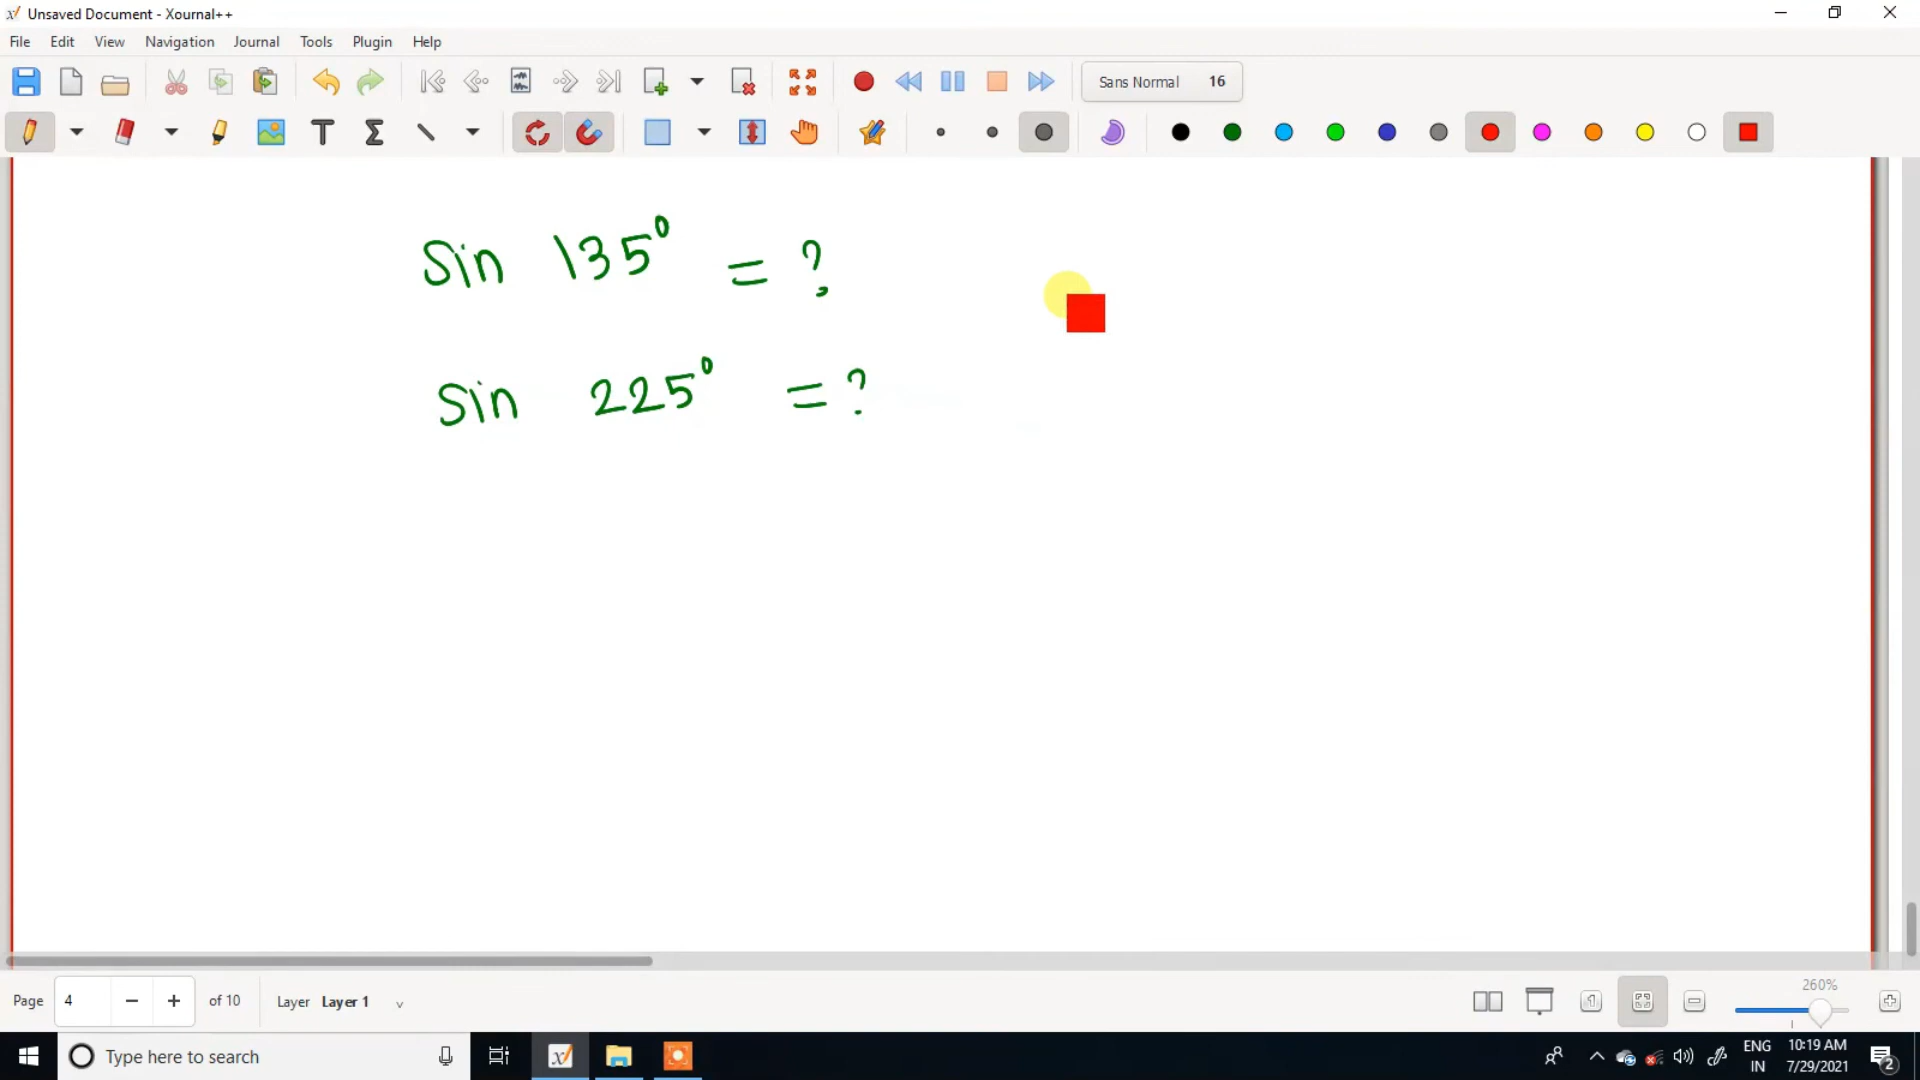 Unsaved Document - Xournal++
File Edit View Navigation Journal Tools Plugin Help
Sans Normal 16
Sin 135° = ?
Sin 225° = ?
260%
Page 4 of 10 Layer Layer 1
Type here to search
ENG 10:19 AM
IN 7/29/2021 2